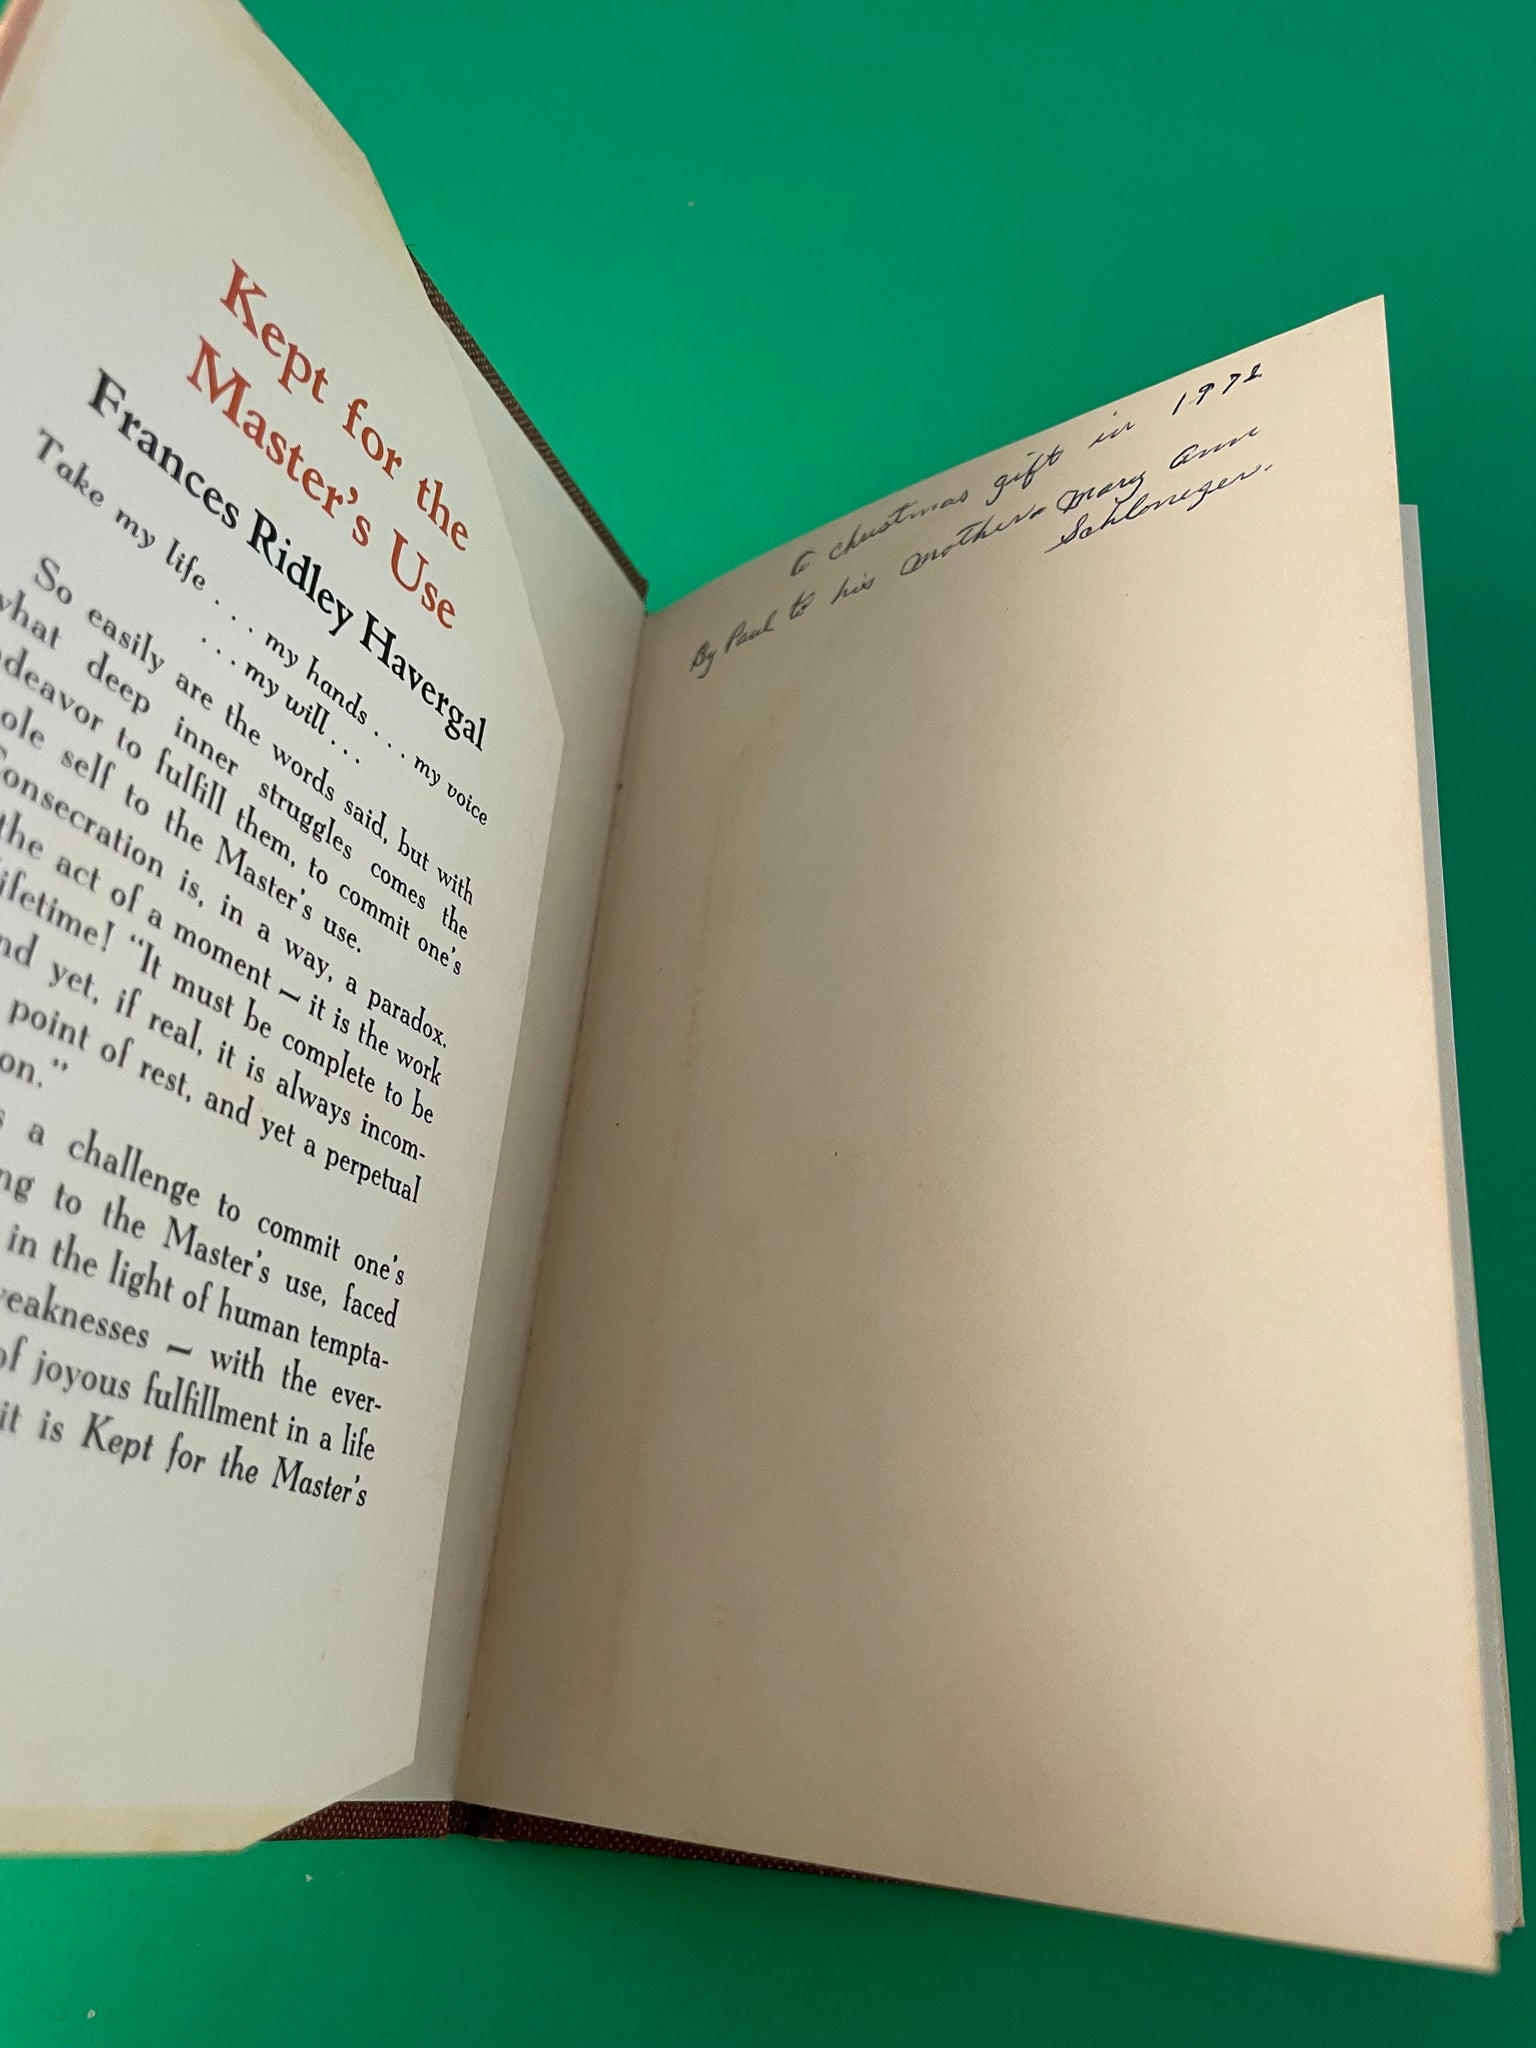 Kept for the
Master's Use
Frances Ridley Havergal
Take my life . . . my hands . . . my voice
. . . my will . . .
So easily are the words said, but with
what deep inner struggles comes the
deavor to fulfill them, to commit one's
ole self to the Master's use.
Consecration is, in a way, a paradox.
the act of a moment — it is the work
ifetime! "It must be complete to be
nd yet, if real, it is always incom-
point of rest, and yet a perpetual
on."
s a challenge to commit one's
ng to the Master's use, faced
in the light of human tempta-
weaknesses — with the ever-
of joyous fulfillment in a life
it is Kept for the Master's
a christmas gift in 1972
By Paul to his mother - Mary Ann
Schloneger.